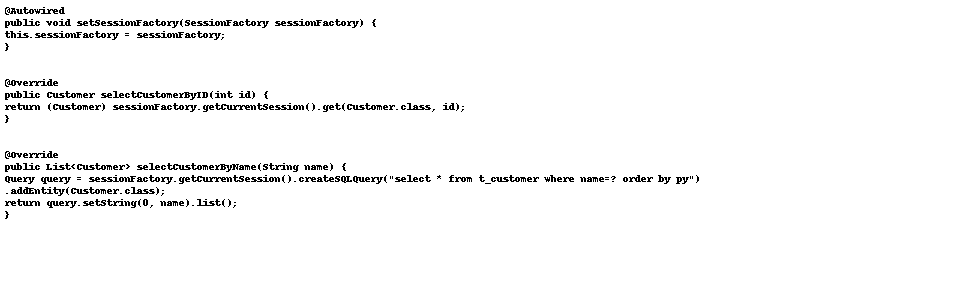 @Autowired
public void setSessionFactory(SessionFactory sessionFactory) {
this.sessionFactory = sessionFactory;
}
@Override
public Customer selectCustomerByID(int id) {
return (Customer) sessionFactory.getCurrentSession().get(Customer.class, id);
}
@Override
public List<Customer> selectCustomerByName(String name) {
Query query = sessionFactory.getCurrentSession().createSQLQuery("select * from t_customer where name=? order by py")
.addEntity(Customer.class);
return query.setString(0, name).list();
}